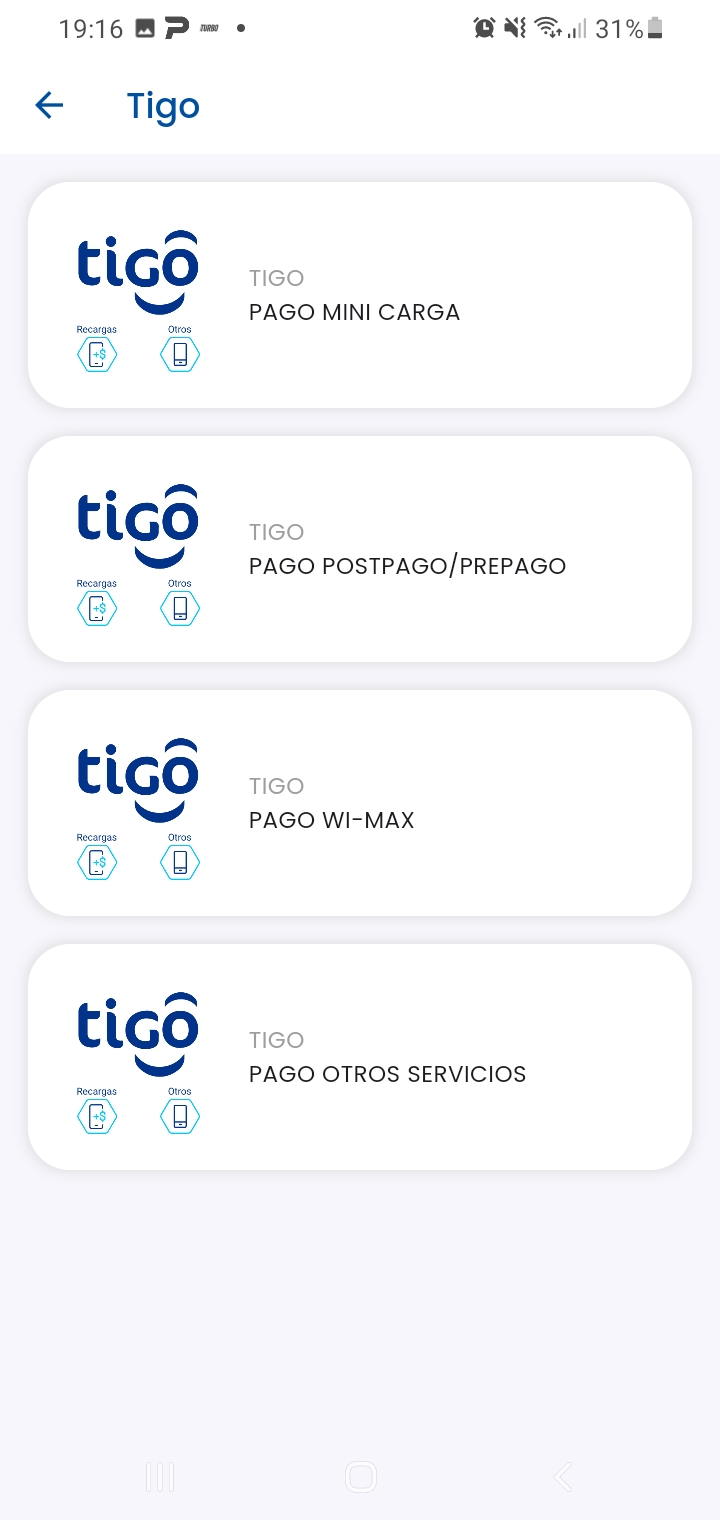 19:16 TURBO 31%
Tigo
tigo
Recargas Otros
+$
TIGO
PAGO MINI CARGA
tigo
Recargas Otros
+$
TIGO
PAGO POSTPAGO/PREPAGO
tigo
Recargas Otros
+$
TIGO
PAGO WI-MAX
tigo
Recargas Otros
+$
TIGO
PAGO OTROS SERVICIOS